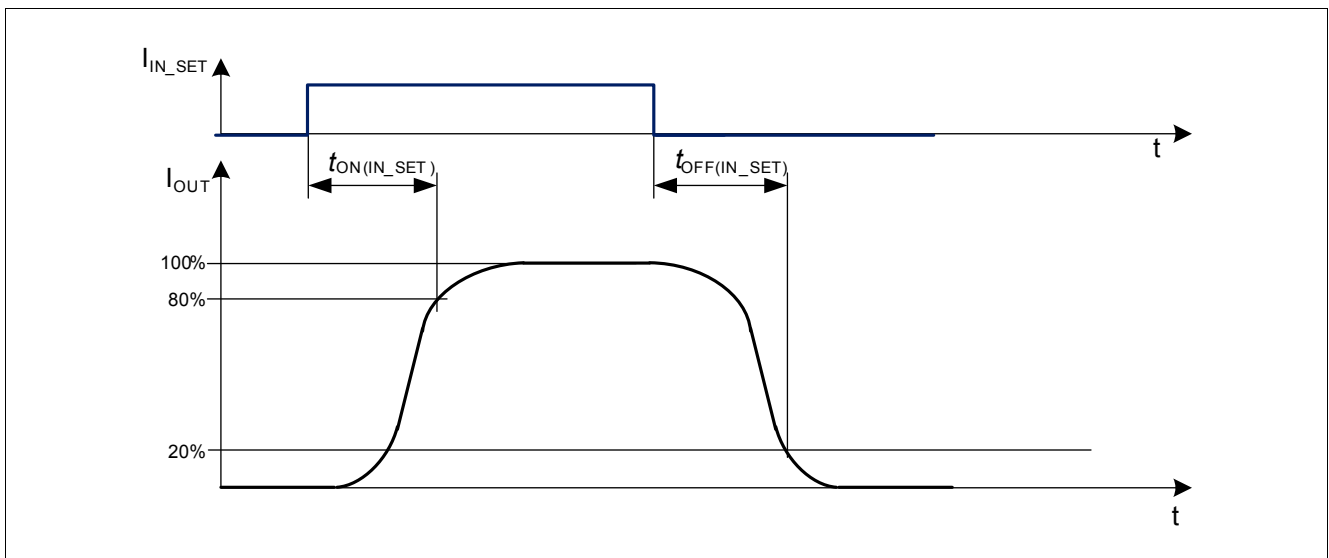 I_IN_SET
t
t_ON(IN_SET)
t_OFF(IN_SET)
I_OUT
100%
80%
20%
t